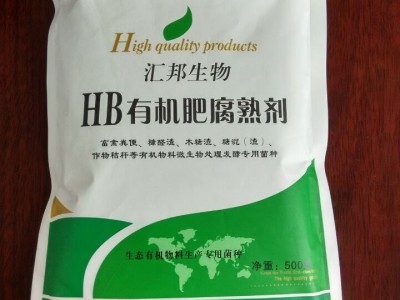 High quality products
汇邦生物
HB有机肥腐熟剂
畜禽粪便、糠醛渣、木糖渣、糖泥（渣）、
作物秸秆等有机物料微生物处理发酵专用菌种
生态有机物料生产专用菌种
净重：500